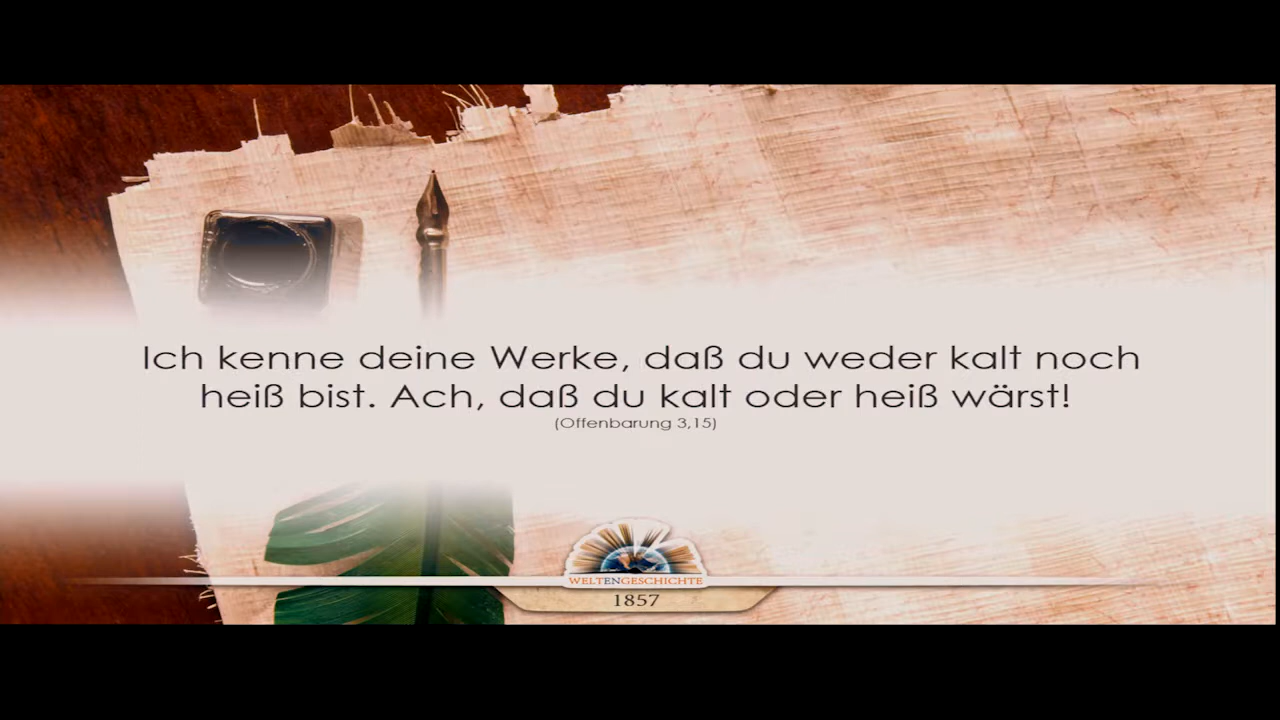 Ich kenne deine Werke, daß du weder kalt noch
heiß bist. Ach, daß du kalt oder heiß wärst!
(Offenbarung 3,15)
WELTENGESCHICHTE
1857